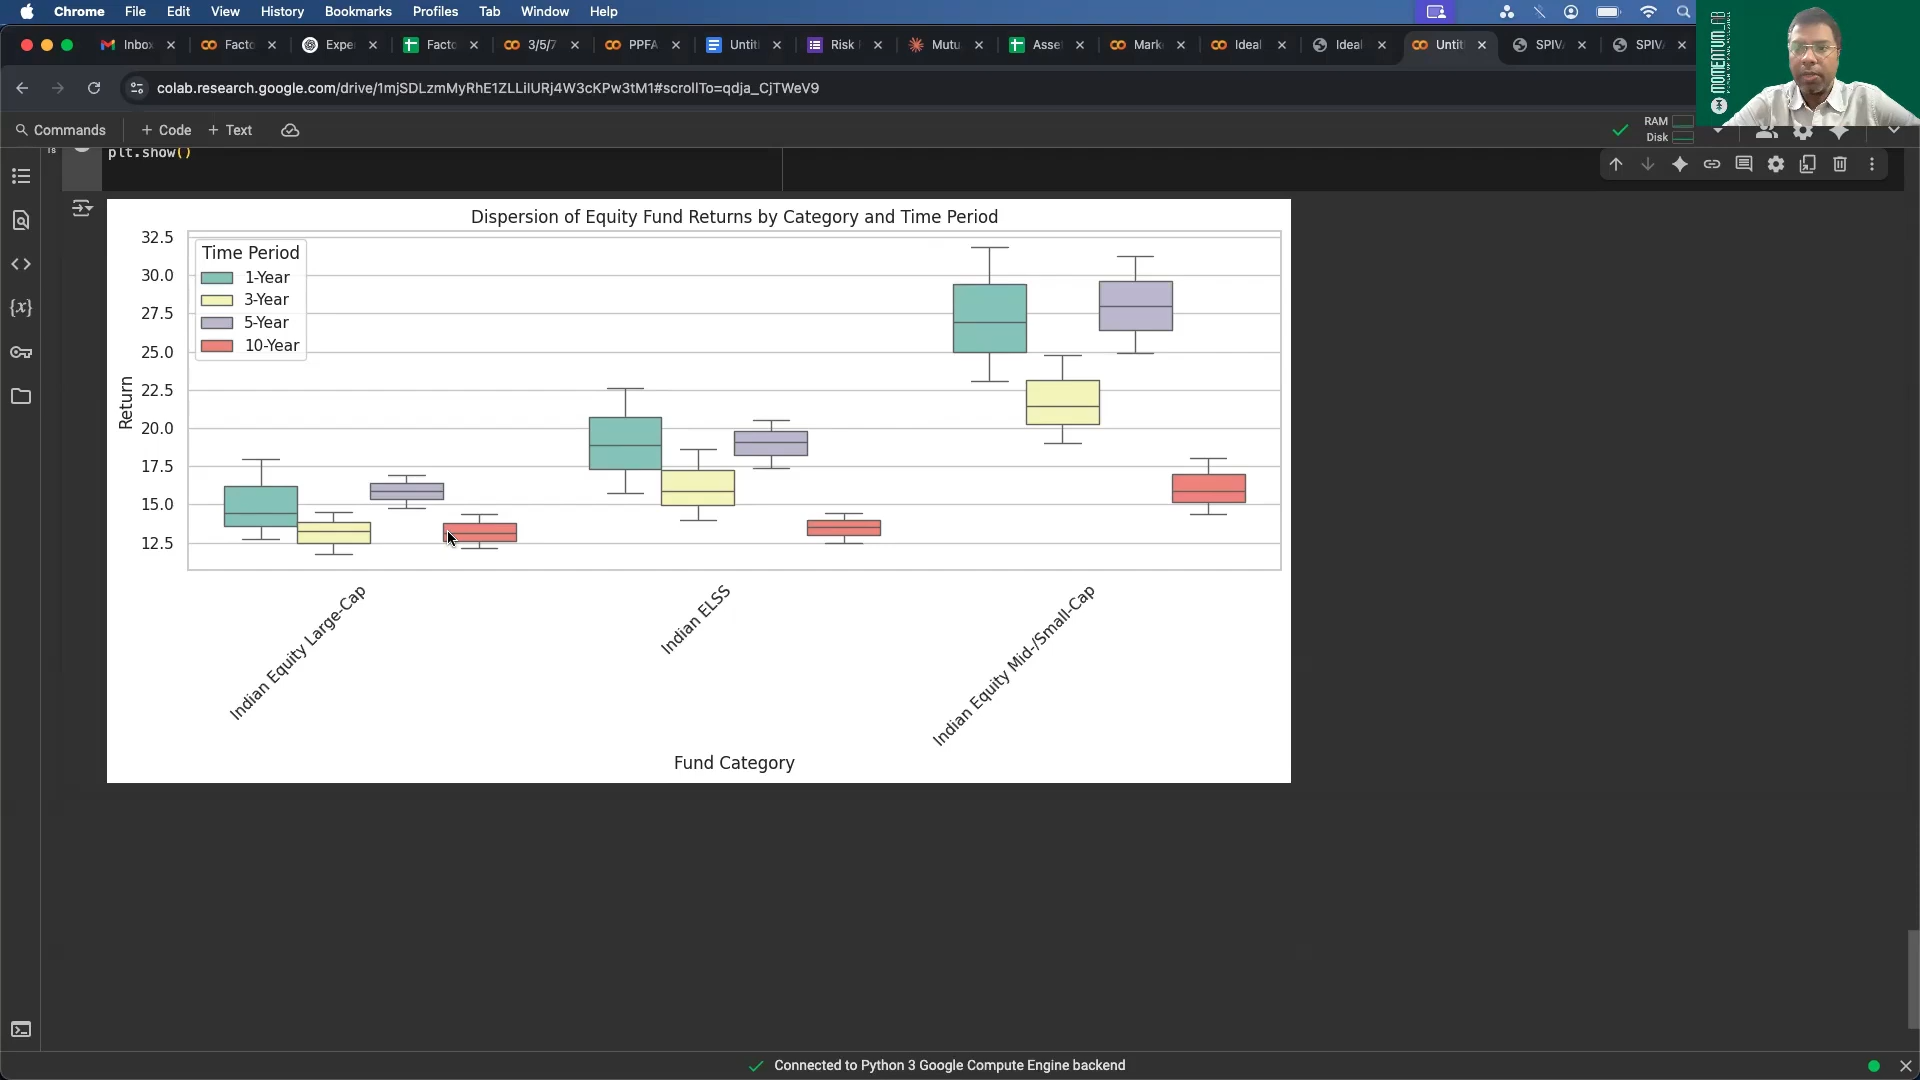 Chrome File Edit View History Bookmarks Profiles Tab Window Help
Inbox Facto Expe Facto 3/5/7 PPFA Untitl Risk Mutu Asse Mark Ideal Ideal Untit SPIV SPIV
colab.research.google.com/drive/1mjSDLzmMyRhE1ZLLiIURj4W3cKPw3tM1#scrollTo=qdja_CjTWeV9
MOMENTUM_LAB
Commands + Code + Text
RAM
Disk
1s
plt.show()
Dispersion of Equity Fund Returns by Category and Time Period
32.5
30.0
27.5
25.0
22.5
20.0
17.5
15.0
12.5
Return
Time Period
1-Year
3-Year
5-Year
10-Year
Indian Equity Large-Cap
Indian ELSS
Indian Equity Mid-/Small-Cap
Fund Category
Connected to Python 3 Google Compute Engine backend